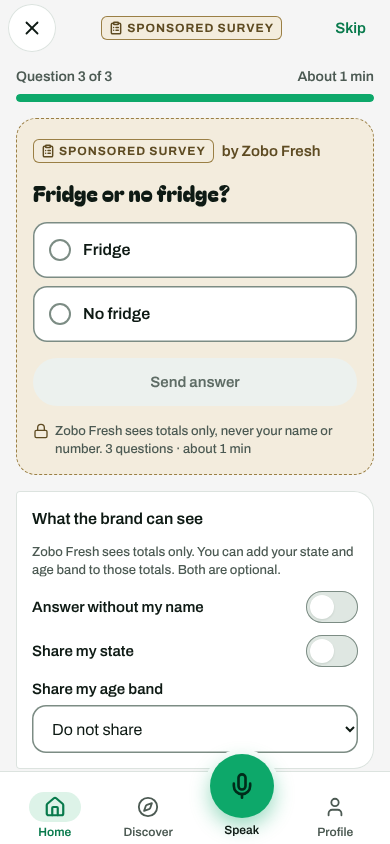 SPONSORED SURVEY
Skip
Question 3 of 3
About 1 min
SPONSORED SURVEY by Zobo Fresh
Fridge or no fridge?
Fridge
No fridge
Send answer
Zobo Fresh sees totals only, never your name or
number. 3 questions · about 1 min
What the brand can see
Zobo Fresh sees totals only. You can add your state and
age band to those totals. Both are optional.
Answer without my name
Share my state
Share my age band
Do not share
Home
Discover
Speak
Profile